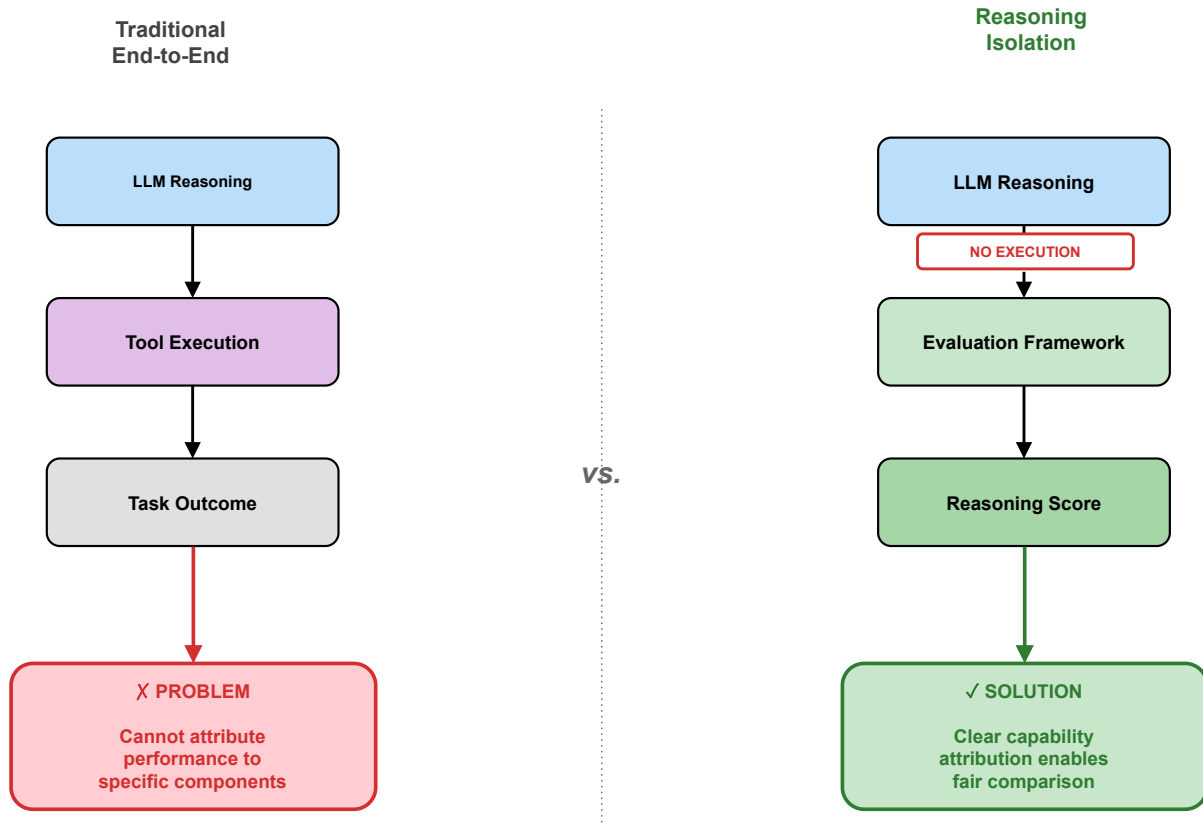 Traditional
End-to-End
LLM Reasoning
Tool Execution
Task Outcome
✗ PROBLEM
Cannot attribute
performance to
specific components
vs.
Reasoning
Isolation
LLM Reasoning
NO EXECUTION
Evaluation Framework
Reasoning Score
✓ SOLUTION
Clear capability
attribution enables
fair comparison